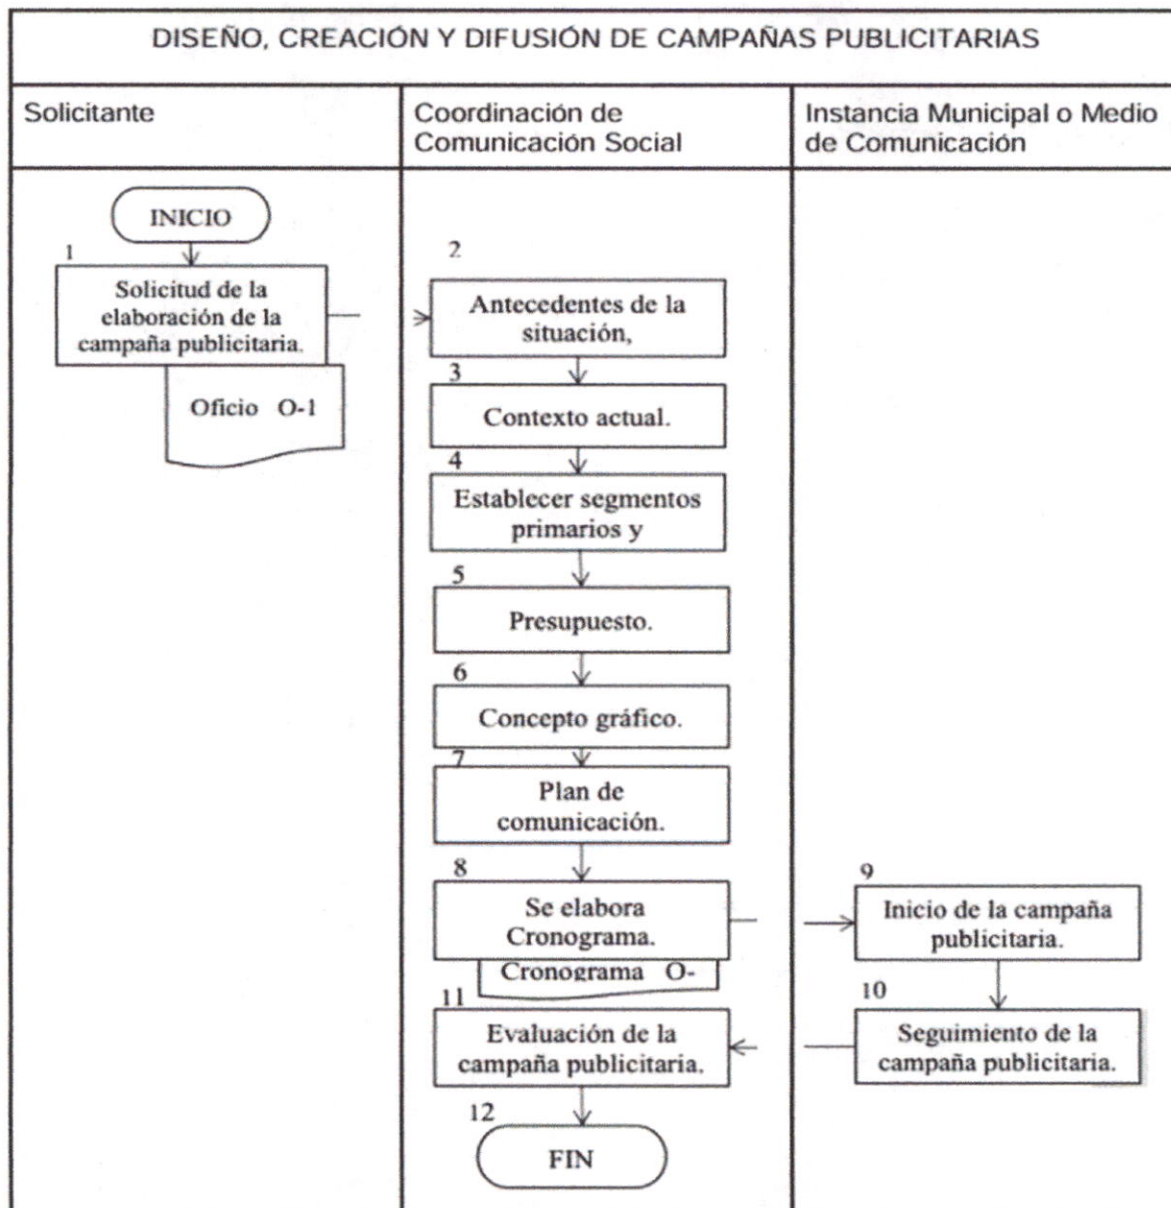 DISEÑO, CREACIÓN Y DIFUSIÓN DE CAMPAÑAS PUBLICITARIAS
Solicitante
Coordinación de
Comunicación Social
Instancia Municipal o Medio
de Comunicación
INICIO
1
Solicitud de la
elaboración de la
campaña publicitaria.
Oficio O-1
2
Antecedentes de la
situación,
3
Contexto actual.
4
Establecer segmentos
primarios y
5
Presupuesto.
6
Concepto gráfico.
7
Plan de
comunicación.
8
Se elabora
Cronograma.
Cronograma O-
9
Inicio de la campaña
publicitaria.
10
Seguimiento de la
campaña publicitaria.
11
Evaluación de la
campaña publicitaria.
12
FIN